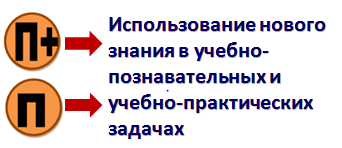 П+
Использование нового
знания в учебно-
познавательных и
П
учебно-практических
задачах